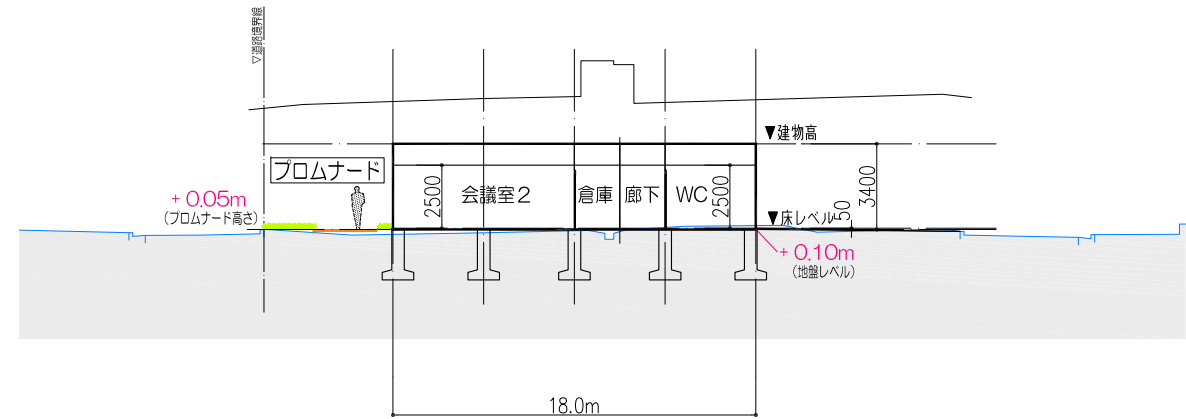 ▽道路境界線
▼建物高
プロムナード
+0.05m
(プロムナード高さ)
2500
会議室2
倉庫
廊下
WC
2500
3400
▼床レベル
50
+0.10m
(地盤レベル)
18.0m